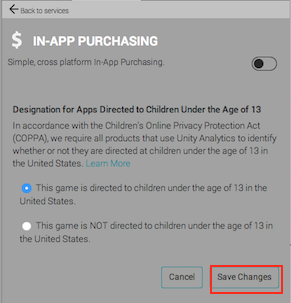 Back to services
$ IN-APP PURCHASING
Simple, cross platform In-App Purchasing.
Designation for Apps Directed to Children Under the Age of 13
In accordance with the Children's Online Privacy Protection Act
(COPPA), we require all products that use Unity Analytics to identify
whether or not they are directed at children under the age of 13 in
the United States. Learn More
This game is directed to children under the age of 13 in the
United States.
This game is NOT directed to children under the age of 13 in
the United States.
Cancel
Save Changes